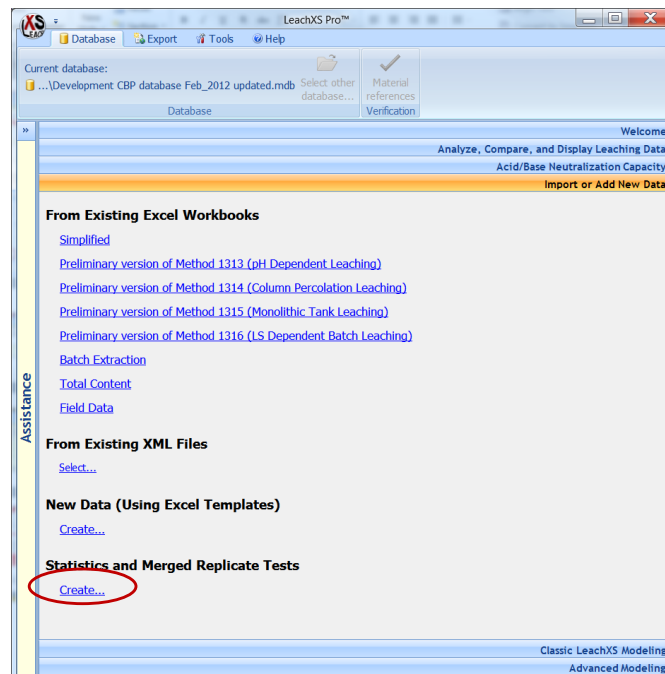 LeachXS Pro™
XS
LEACH
Database Export Tools Help
Current database:
...\Development CBP database Feb_2012 updated.mdb
Select other
database...
Material
references
Database Verification
»
Welcome
Analyze, Compare, and Display Leaching Data
Acid/Base Neutralization Capacity
Import or Add New Data
From Existing Excel Workbooks
Simplified
Preliminary version of Method 1313 (pH Dependent Leaching)
Preliminary version of Method 1314 (Column Percolation Leaching)
Preliminary version of Method 1315 (Monolithic Tank Leaching)
Preliminary version of Method 1316 (LS Dependent Batch Leaching)
Batch Extraction
Total Content
Field Data
Assistance
From Existing XML Files
Select...
New Data (Using Excel Templates)
Create...
Statistics and Merged Replicate Tests
Create...
Classic LeachXS Modeling
Advanced Modeling